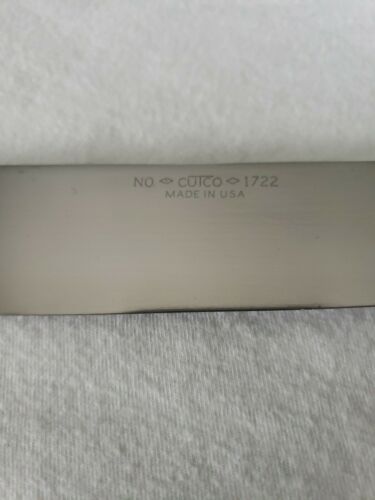 NO <> CUTCO <> 1722
MADE IN USA